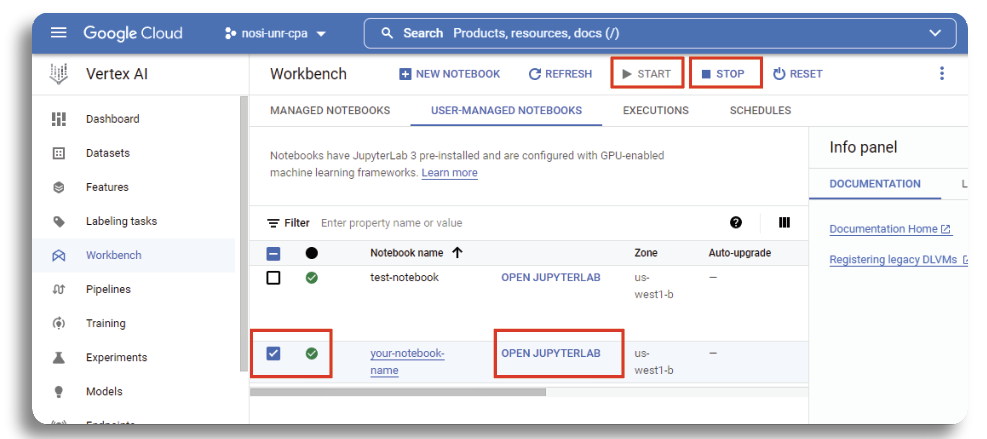 Google Cloud
nosi-unr-cpa
Search Products, resources, docs (/)
Vertex AI
Workbench
NEW NOTEBOOK
REFRESH
START
STOP
RESET
Dashboard
Datasets
Features
Labeling tasks
Workbench
Pipelines
Training
Experiments
Models
Endpoints
MANAGED NOTEBOOKS
USER-MANAGED NOTEBOOKS
EXECUTIONS
SCHEDULES
Notebooks have JupyterLab 3 pre-installed and are configured with GPU-enabled
machine learning frameworks. Learn more
Filter Enter property name or value
Notebook name
Zone
Auto-upgrade
test-notebook
OPEN JUPYTERLAB
us-
west1-b
–
your-notebook-
name
OPEN JUPYTERLAB
us-
west1-b
–
Info panel
DOCUMENTATION
L
Documentation Home
Registering legacy DLVMs